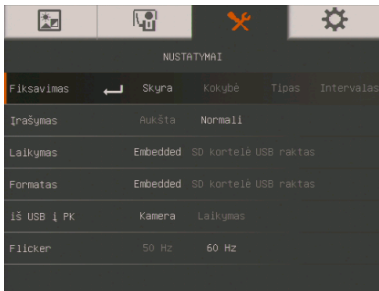 NUSTATYMAI
Fiksavimas Skyra Kokybė Tipas Intervalas
Įrašymas Aukšta Normali
Laikymas Embedded SD kortelė USB raktas
Formatas Embedded SD kortelė USB raktas
iš USB į PK Kamera Laikymas
Flicker 50 Hz 60 Hz